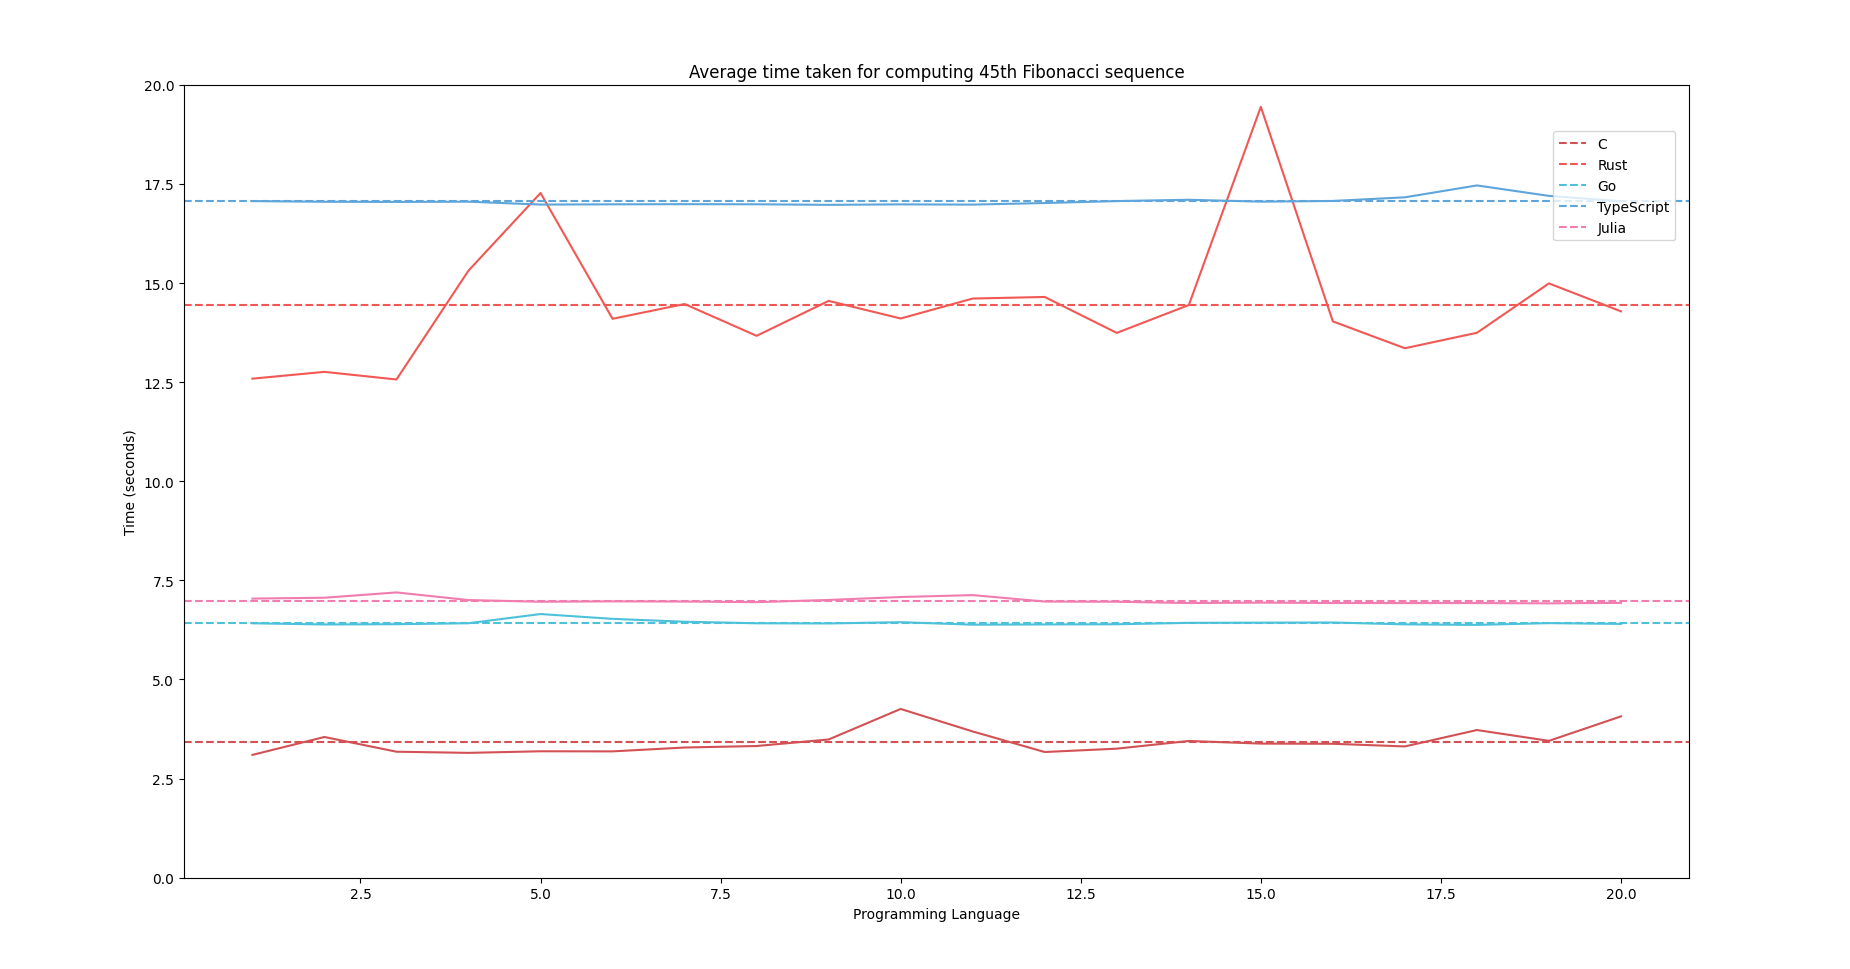 Average time taken for computing 45th Fibonacci sequence
20.0
17.5
15.0
12.5
10.0
7.5
5.0
2.5
0.0
Time (seconds)
C
Rust
Go
TypeScript
Julia
2.5 5.0 7.5 10.0 12.5 15.0 17.5 20.0
Programming Language